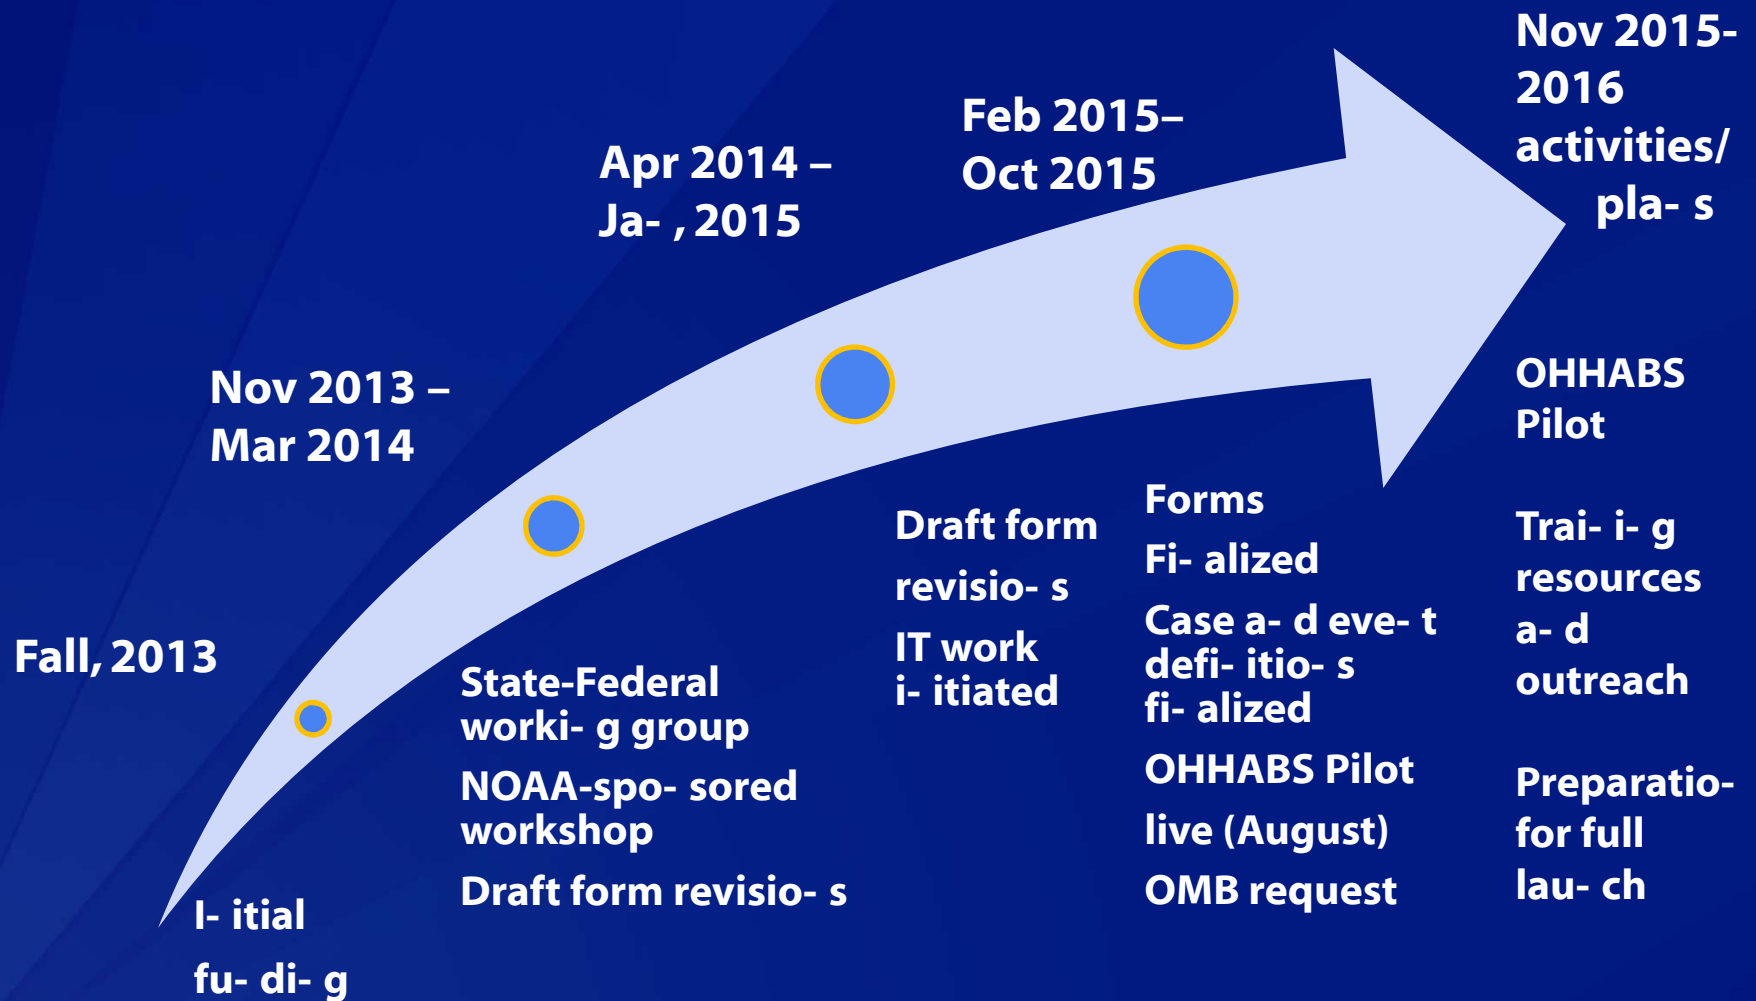 Fall, 2013
I- itial
fu- di- g
Nov 2013 –
Mar 2014
State-Federal
worki- g group
NOAA-spo- sored
workshop
Draft form revisio- s
Apr 2014 –
Ja- , 2015
Draft form
revisio- s
IT work
i- itiated
Feb 2015–
Oct 2015
Forms
Fi- alized
Case a- d eve- t
defi- itio- s
fi- alized
OHHABS Pilot
live (August)
OMB request
Nov 2015-
2016
activities/
pla- s
OHHABS
Pilot
Trai- i- g
resources
a- d
outreach
Preparatio-
for full
lau- ch